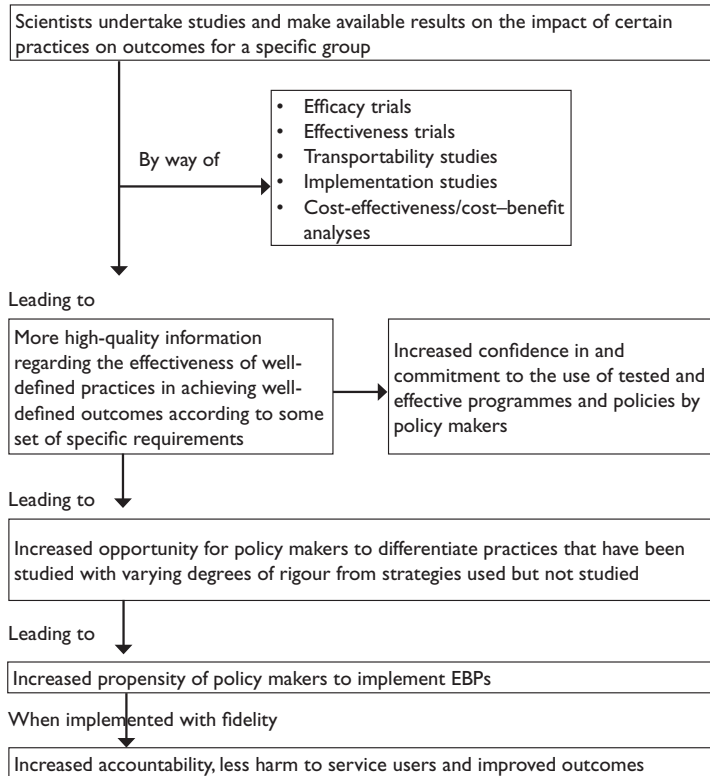 Scientists undertake studies and make available results on the impact of certain
practices on outcomes for a specific group
By way of
• Efficacy trials
• Effectiveness trials
• Transportability studies
• Implementation studies
• Cost-effectiveness/cost–benefit
analyses
Leading to
More high-quality information
regarding the effectiveness of well-
defined practices in achieving well-
defined outcomes according to some
set of specific requirements
Increased confidence in and
commitment to the use of tested and
effective programmes and policies by
policy makers
Leading to
Increased opportunity for policy makers to differentiate practices that have been
studied with varying degrees of rigour from strategies used but not studied
Leading to
Increased propensity of policy makers to implement EBPs
When implemented with fidelity
Increased accountability, less harm to service users and improved outcomes